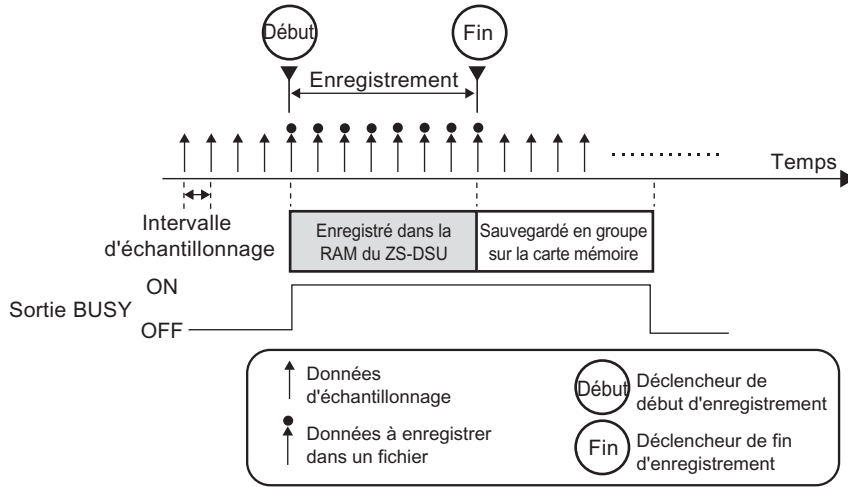 Début
Fin
Enregistrement
Temps
Intervalle
d'échantillonnage
Enregistré dans la
RAM du ZS-DSU
Sauvegardé en groupe
sur la carte mémoire
ON
Sortie BUSY
OFF
Données
d'échantillonnage
Données à enregistrer
dans un fichier
Début
Déclencheur de
début d'enregistrement
Fin
Déclencheur de fin
d'enregistrement